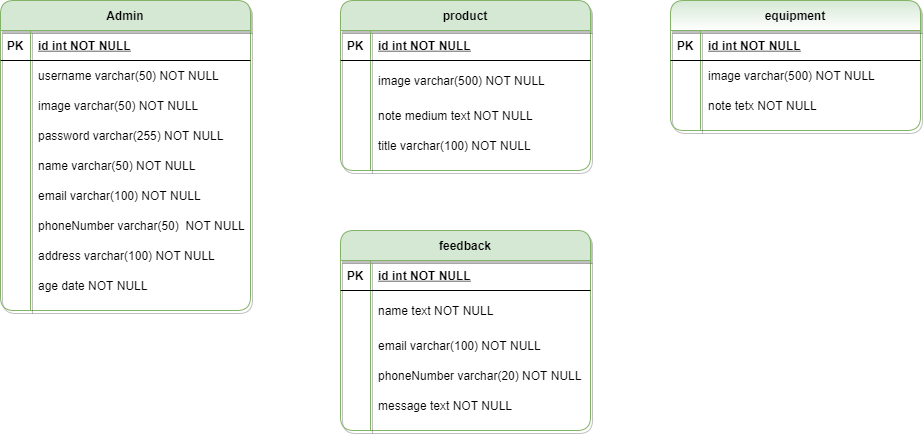 Admin
PK id int NOT NULL
username varchar(50) NOT NULL
image varchar(50) NOT NULL
password varchar(255) NOT NULL
name varchar(50) NOT NULL
email varchar(100) NOT NULL
phoneNumber varchar(50)  NOT NULL
address varchar(100) NOT NULL
age date NOT NULL
product
PK id int NOT NULL
image varchar(500) NOT NULL
note medium text NOT NULL
title varchar(100) NOT NULL
equipment
PK id int NOT NULL
image varchar(500) NOT NULL
note tetx NOT NULL
feedback
PK id int NOT NULL
name text NOT NULL
email varchar(100) NOT NULL
phoneNumber varchar(20) NOT NULL
message text NOT NULL